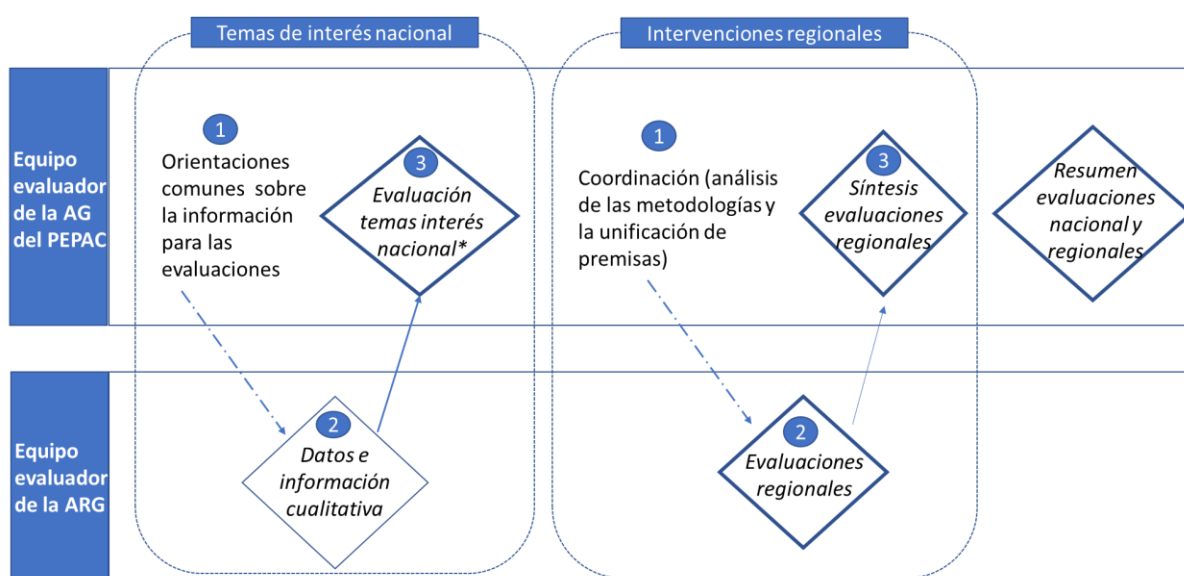 Temas de interés nacional
Intervenciones regionales
Equipo
evaluador
de la AG
del PEPAC
1
Orientaciones
comunes sobre
la información
para las
evaluaciones
3
Evaluación
temas interés
nacional*
1
Coordinación (análisis
de las metodologías y
la unificación de
premisas)
3
Síntesis
evaluaciones
regionales
Resumen
evaluaciones
nacional y
regionales
Equipo
evaluador
de la ARG
2
Datos e
información
cualitativa
2
Evaluaciones
regionales